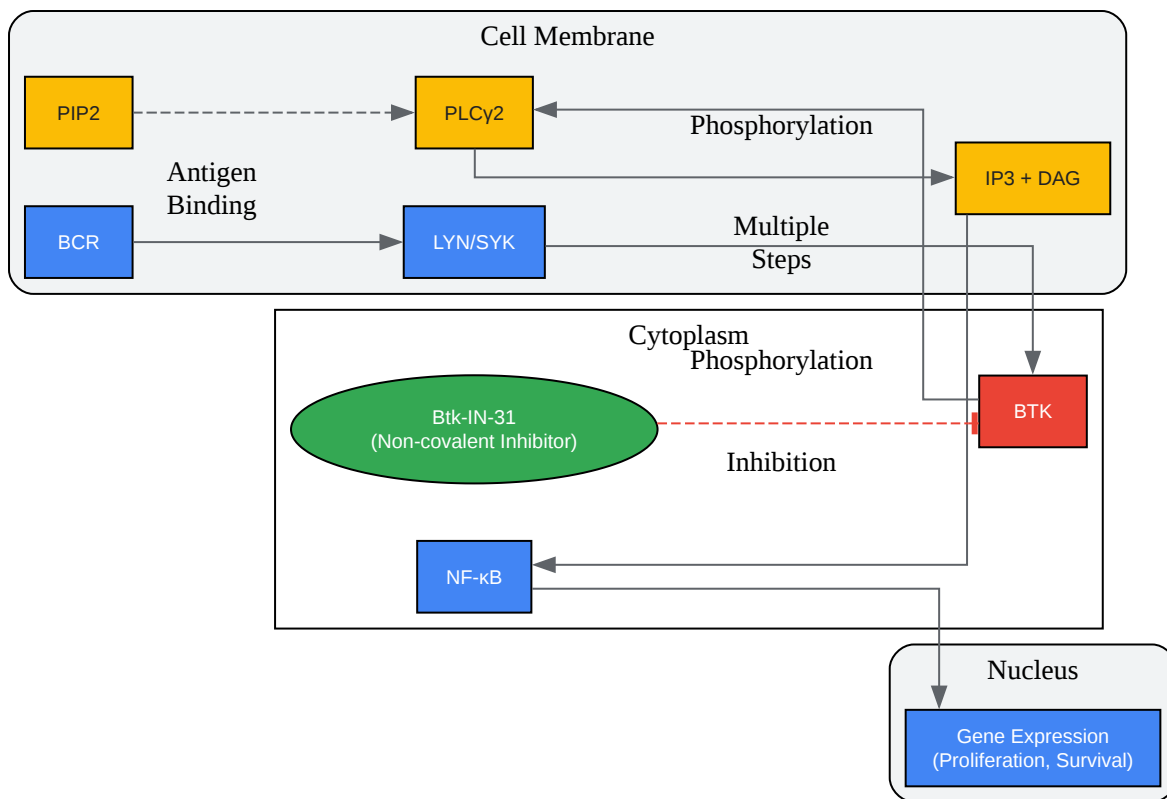 Cell Membrane
PIP2
PLCγ2
Phosphorylation
IP3 + DAG
Antigen
Binding
BCR
LYN/SYK
Multiple
Steps
Cytoplasm
Phosphorylation
Btk-IN-31
(Non-covalent Inhibitor)
BTK
Inhibition
NF-κB
Nucleus
Gene Expression
(Proliferation, Survival)